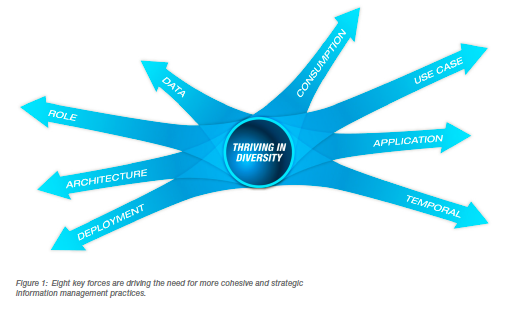 CONSUMPTION
USE CASE
DATA
ROLE
THRIVING IN
DIVERSITY
APPLICATION
ARCHITECTURE
TEMPORAL
DEPLOYMENT
Figure 1: Eight key forces are driving the need for more cohesive and strategic
information management practices.